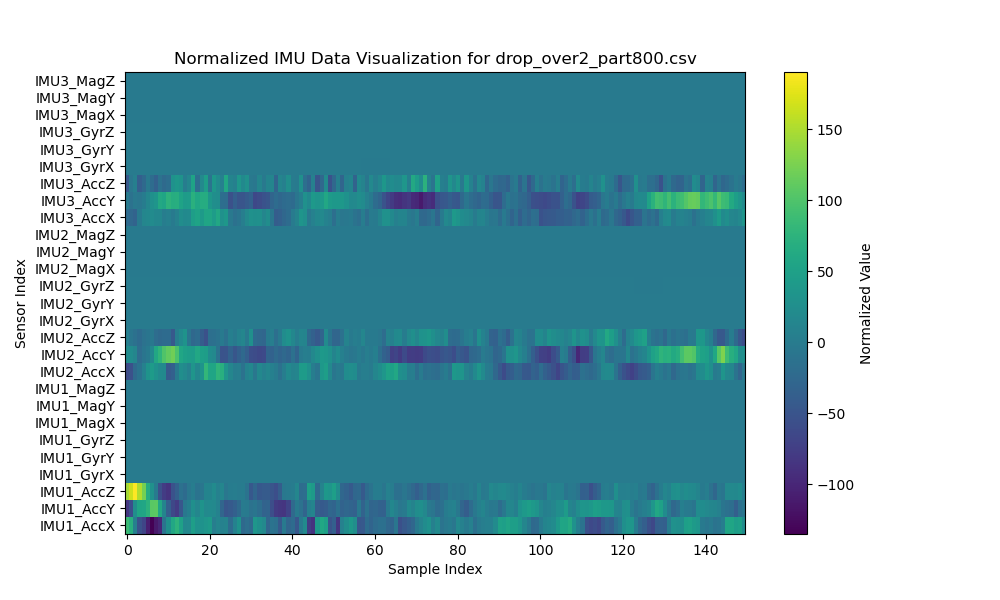 Normalized IMU Data Visualization for drop_over2_part800.csv
IMU3_MagZ
IMU3_MagY
IMU3_MagX
IMU3_GyrZ
IMU3_GyrY
IMU3_GyrX
IMU3_AccZ
IMU3_AccY
IMU3_AccX
IMU2_MagZ
IMU2_MagY
IMU2_MagX
IMU2_GyrZ
IMU2_GyrY
IMU2_GyrX
IMU2_AccZ
IMU2_AccY
IMU2_AccX
IMU1_MagZ
IMU1_MagY
IMU1_MagX
IMU1_GyrZ
IMU1_GyrY
IMU1_GyrX
IMU1_AccZ
IMU1_AccY
IMU1_AccX
Sensor Index
0 20 40 60 80 100 120 140
Sample Index
150
100
50
0
−50
−100
Normalized Value